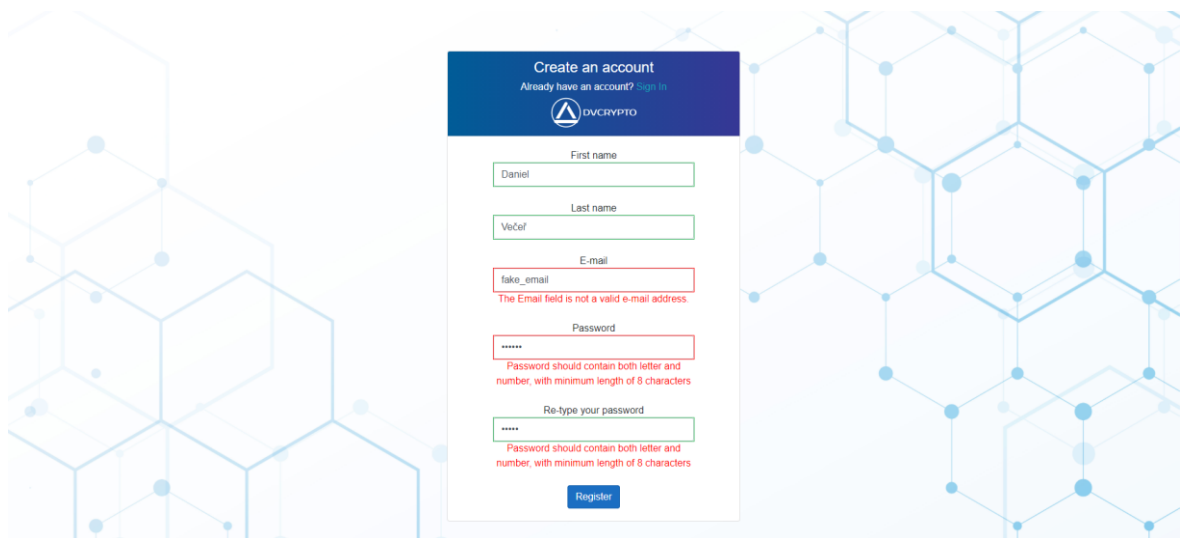 Create an account
Already have an account? Sign In
DVCRYPTO
First name
Daniel
Last name
Večeř
E-mail
fake_email
The Email field is not a valid e-mail address.
Password
••••••
Password should contain both letter and
number, with minimum length of 8 characters
Re-type your password
•••••
Password should contain both letter and
number, with minimum length of 8 characters
Register